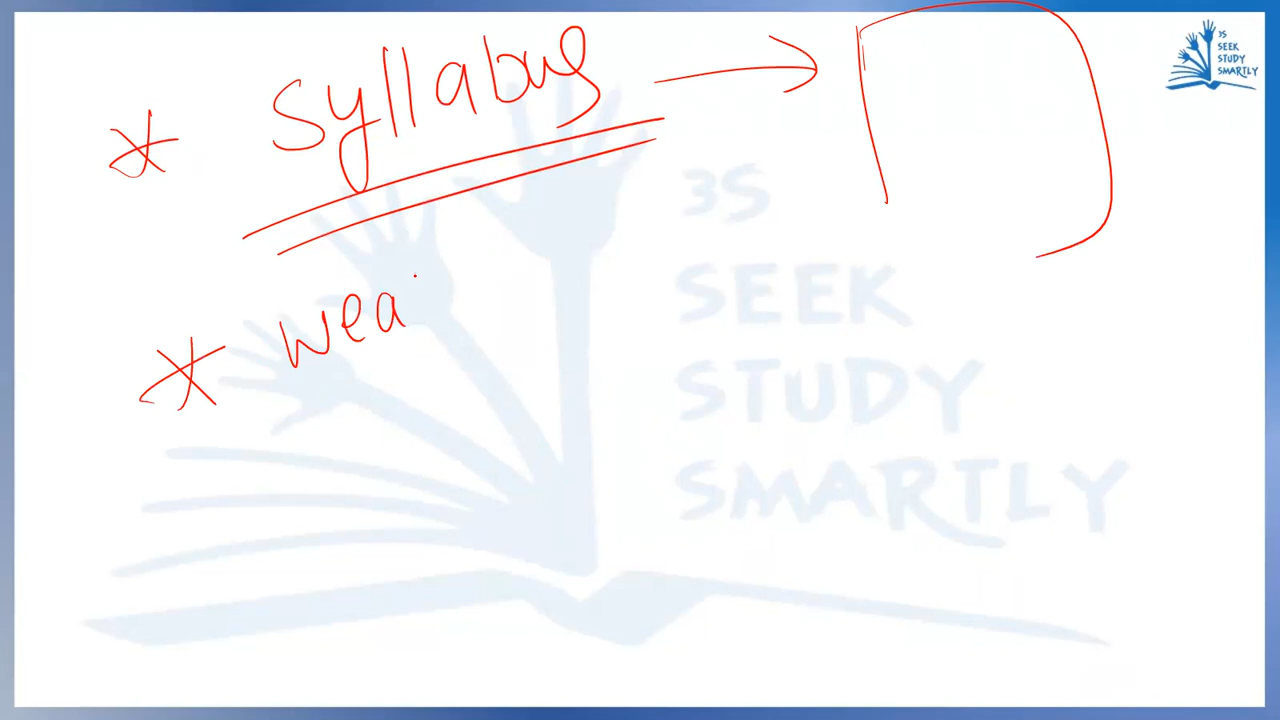 * Syllabus →
* wea
3S
SEEK
STUDY
SMARTLY
3S
SEEK
STUDY
SMARTLY